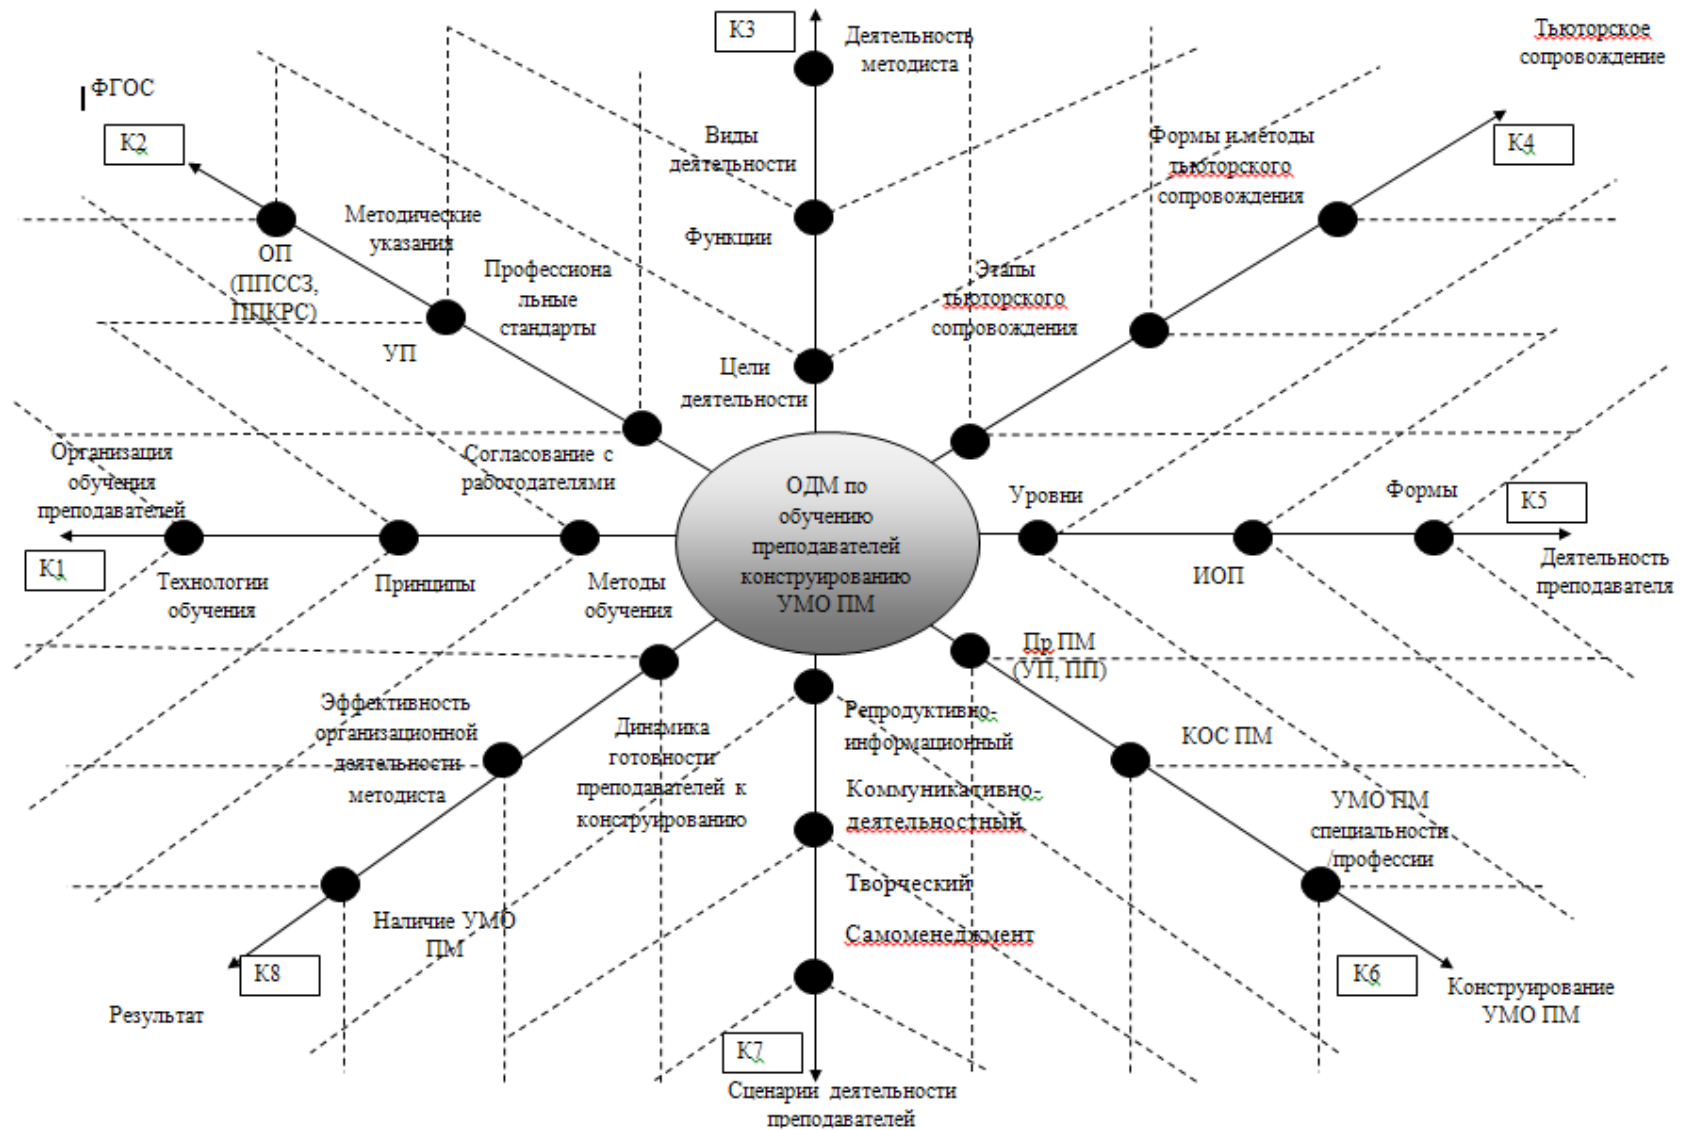 К3
Деятельность
методиста
Тьюторское
сопровождение
ФГОС
К2
Виды
деятельности
Формы и методы
тьюторского
сопровождения
К4
Методические
указания
Функции
ОП
(ППССЗ,
ППКРС)
Профессиона
льные
стандарты
Этапы
тьюторского
сопровождения
УП
Цели
деятельности
Организация
обучения
преподавателей
Согласование с
работодателями
ОДМ по
обучению
преподавателей
конструированию
УМО ПМ
Уровни
Формы
К5
К1
Технологии
обучения
Принципы
Методы
обучения
ИОП
Деятельность
преподавателя
Пр ПМ
(УП, ПП)
Эффективность
организационной
деятельности
методиста
Динамика
готовности
преподавателей к
конструированию
Репродуктивно-
информационный
Коммуникативно-
деятельностный
Творческий
Самоменеджмент
КОС ПМ
УМО ПМ
специальности
/профессии
Наличие УМО
ПМ
К8
Результат
К6
Конструирование
УМО ПМ
К7
Сценарии деятельности
преподавателей